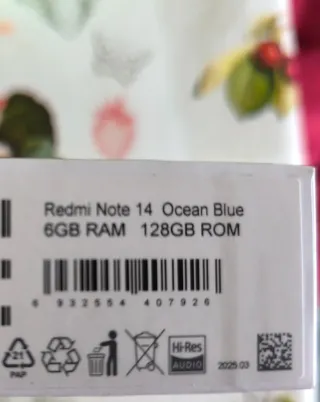 Redmi Note 14 Ocean Blue
6GB RAM 128GB ROM
6 932554 407926
21
PAP
Hi-Res
AUDIO
2025.03